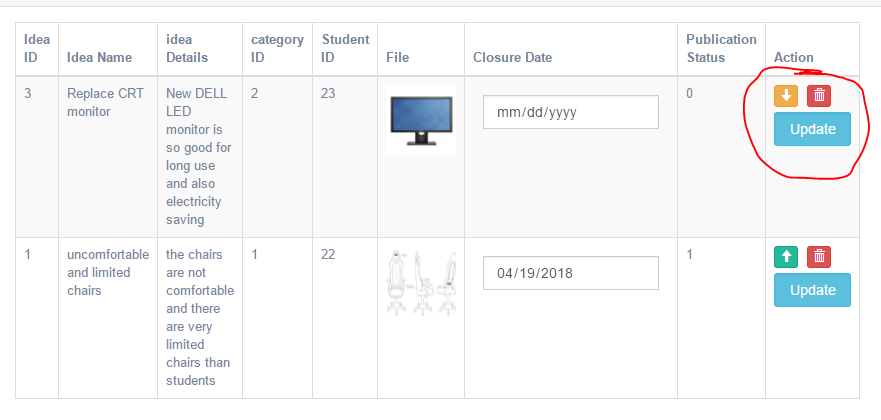 Idea ID
Idea Name
idea Details
category ID
Student ID
File
Closure Date
Publication Status
Action
3
Replace CRT
monitor
New DELL
LED
monitor is
so good for
long use
and also
electricity
saving
2
23
mm/dd/yyyy
0
Update
1
uncomfortable
and limited
chairs
the chairs
are not
comfortable
and there
are very
limited
chairs than
students
1
22
04/19/2018
1
Update